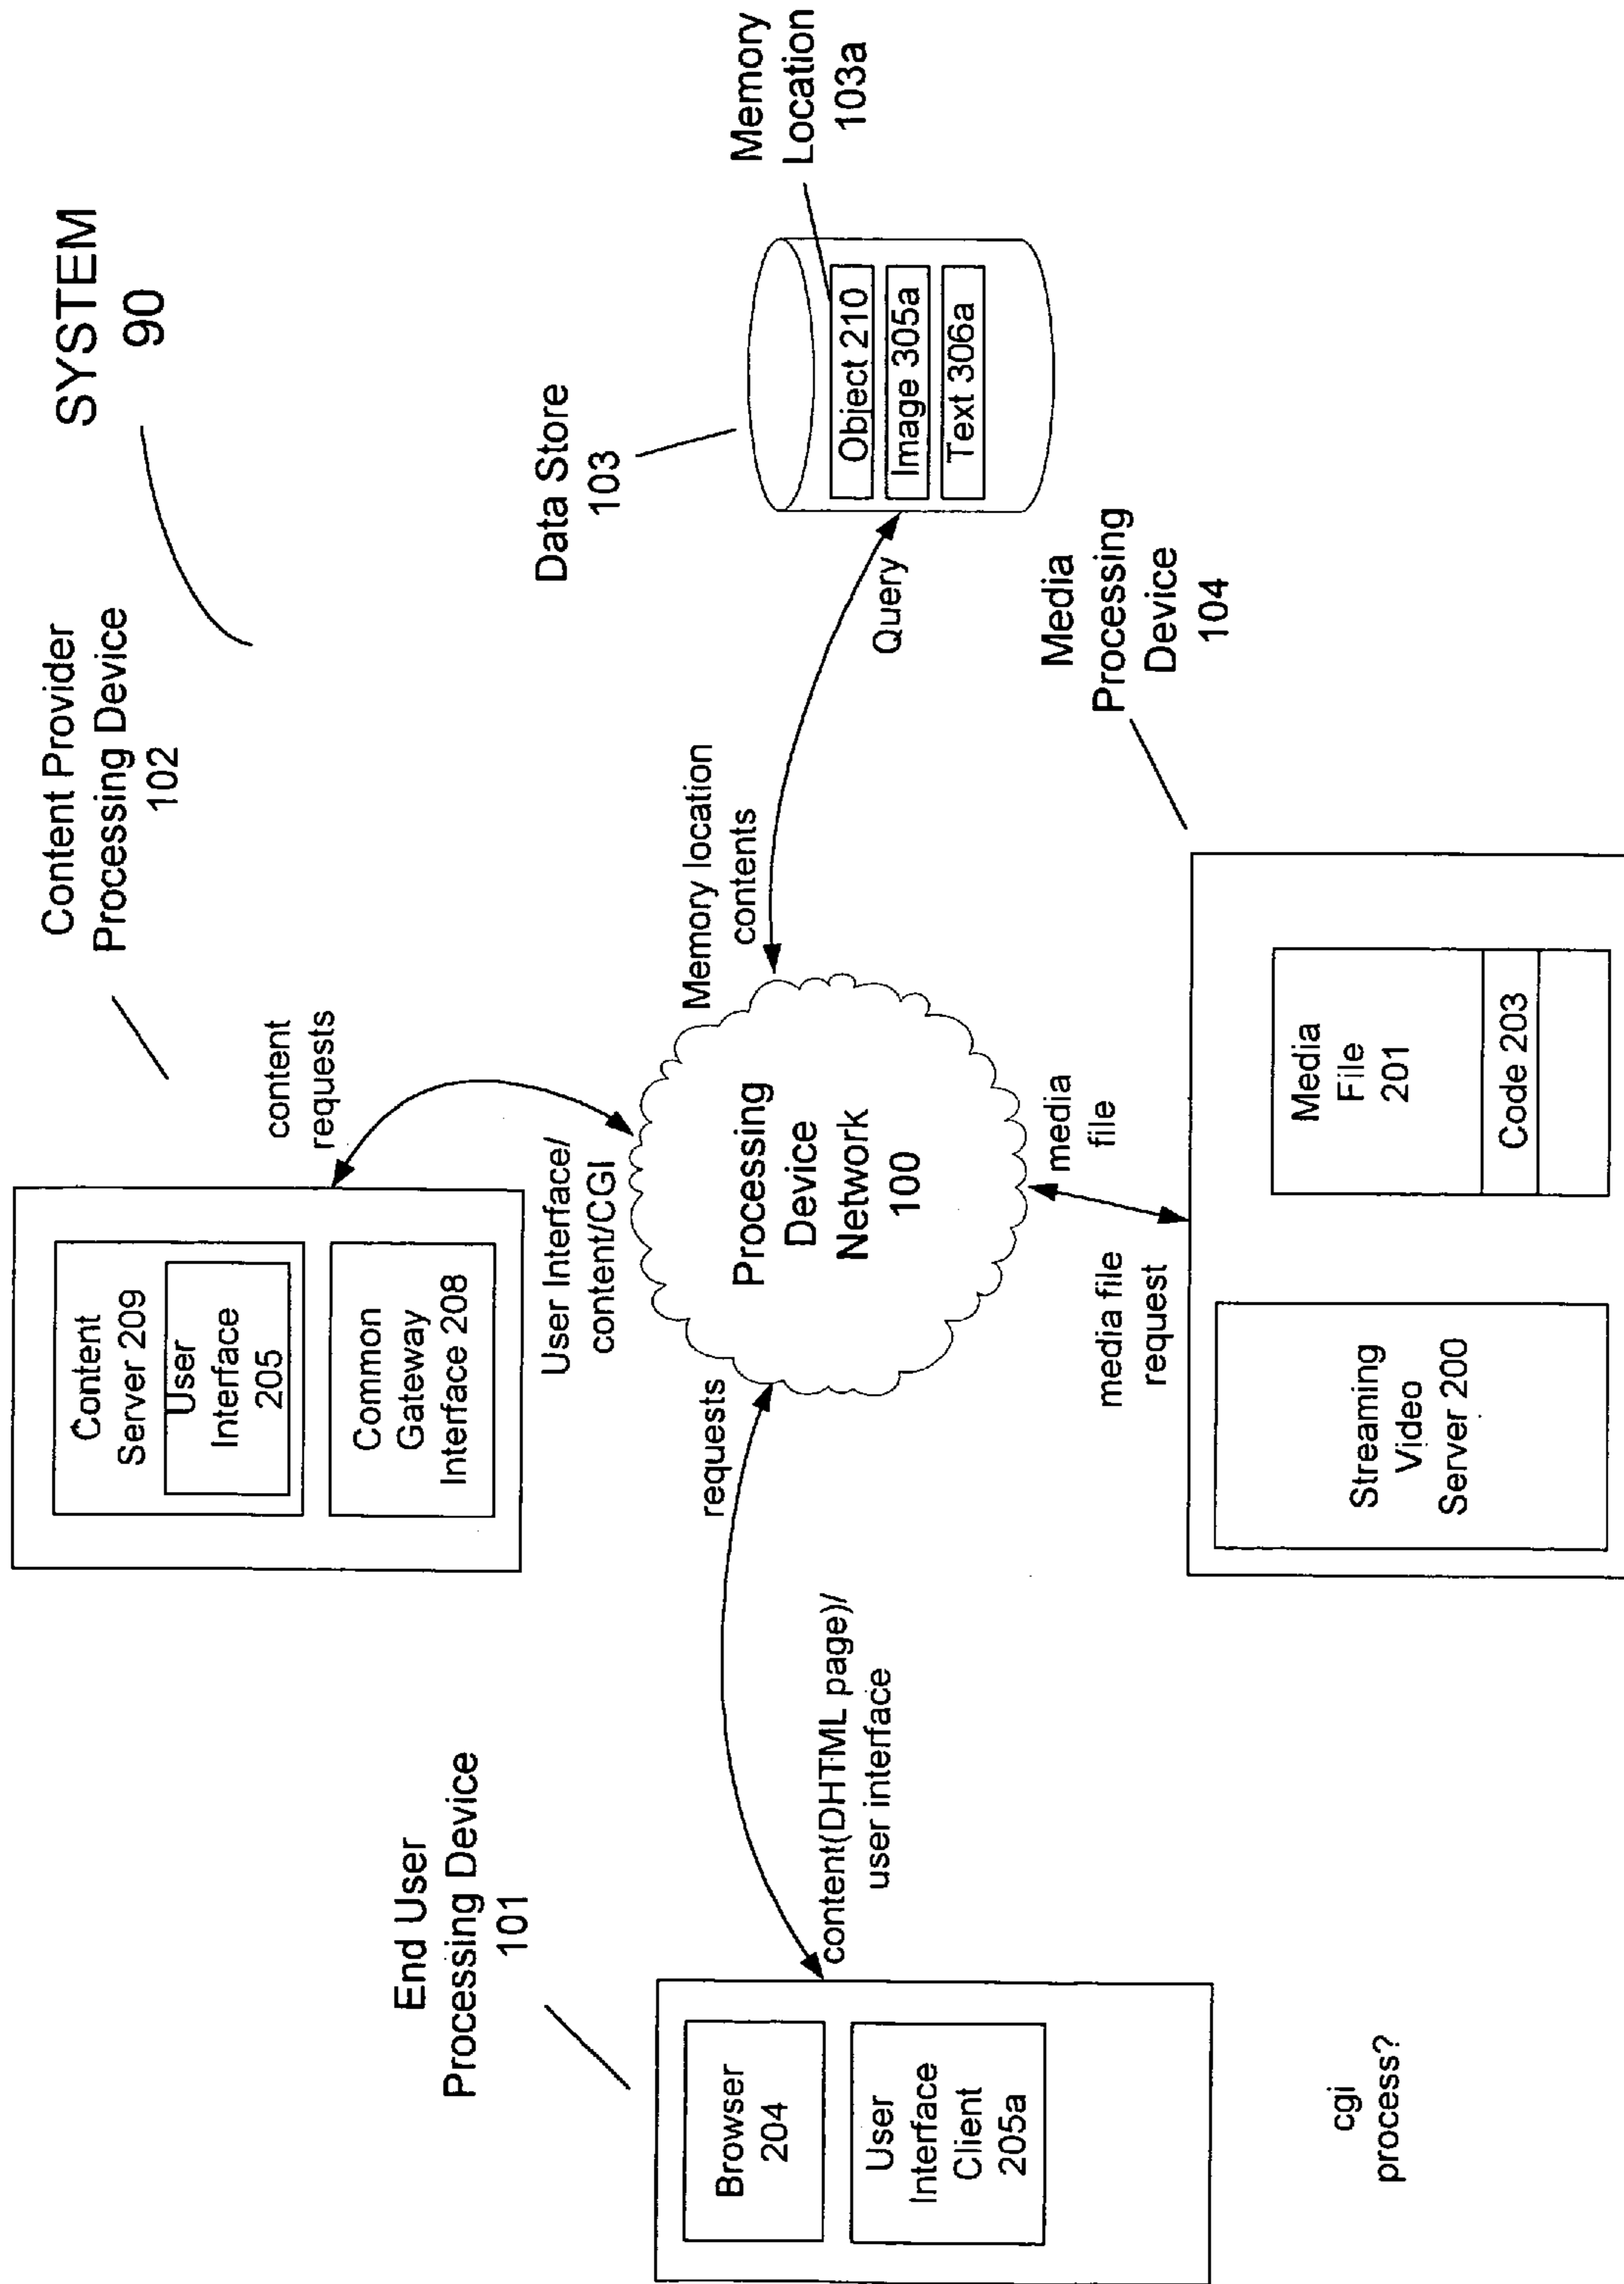 SYSTEM
90
Content Provider
Processing Device
102
Content
Server 209
User
Interface
205
Common
Gateway
Interface 208
content
requests
User Interface/
content/CGI
End User
Processing Device
101
Browser
204
User
Interface
Client
205a
requests
content(DHTML page)/
user interface
Processing
Device
Network
100
Memory location
contents
Query
Data Store
103
Object 210
Image 305a
Text 306a
Memory
Location
103a
media
file
media file
request
Media
Processing
Device
104
Streaming
Video
Server 200
Media
File
201
Code 203
cgi
process?